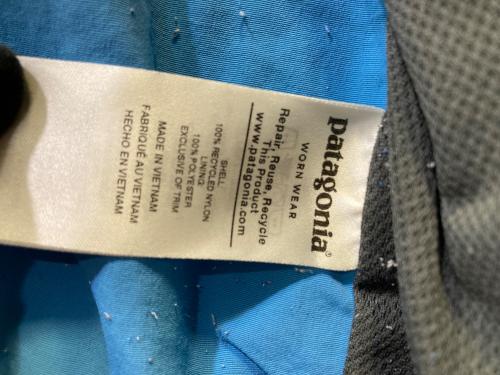 patagonia®
WORN WEAR
Repair, Reuse, Recycle
This Product
www.patagonia.com
SHELL:
100% RECYCLED NYLON
LINING:
100% POLYESTER
EXCLUSIVE OF TRIM
MADE IN VIETNAM
FABRIQUÉ AU VIETNAM
HECHO EN VIETNAM